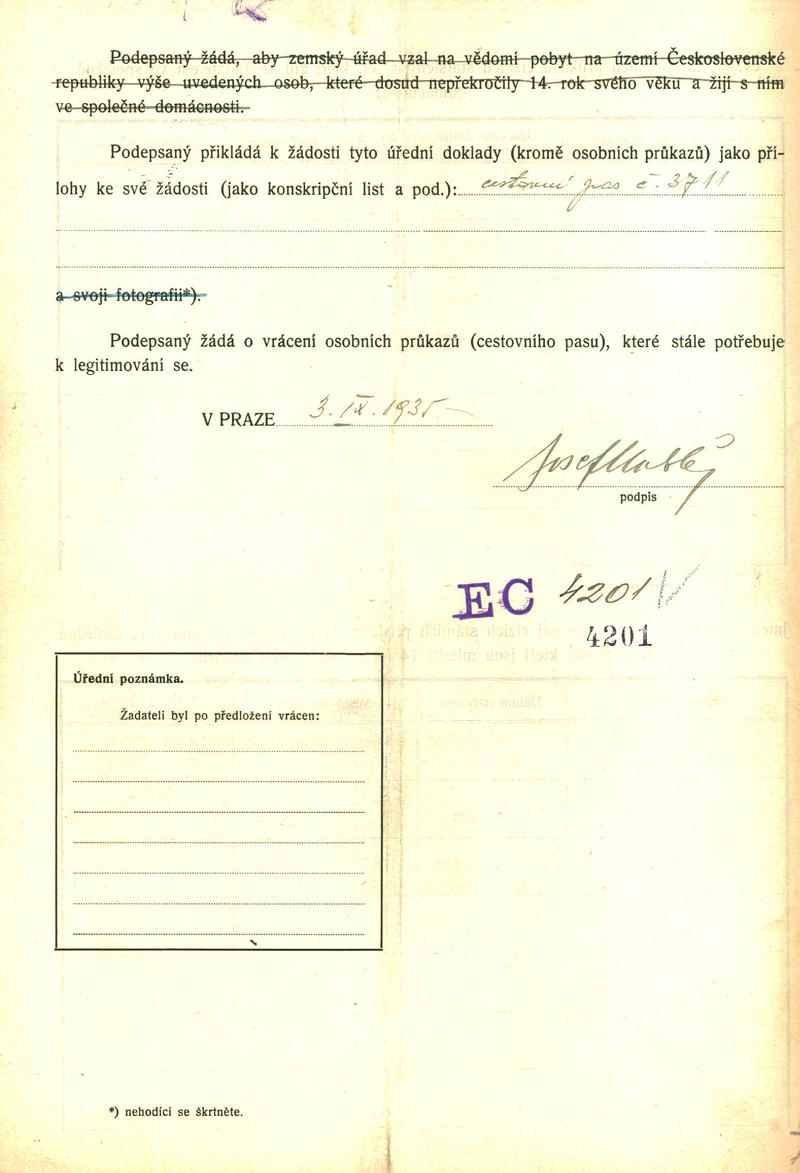 Podepsaný žádá, aby zemský úřad vzal na vědomí pobyt na území Československé
republiky výše uvedených osob, které dosud nepřekročily 14. rok svého věku a žijí s ním
ve společné domácnosti.
Podepsaný přikládá k žádosti tyto úřední doklady (kromě osobních průkazů) jako pří-
lohy ke své žádosti (jako konskripční list a pod.): cestovní pas č. 3711
a svoji fotografii*).
Podepsaný žádá o vrácení osobních průkazů (cestovního pasu), které stále potřebuje
k legitimování se.
V PRAZE 3. IX. 1935
Josef
podpis
EC 4201
4201
Úřední poznámka.
Žadateli byl po předložení vrácen:
*) nehodící se škrtněte.